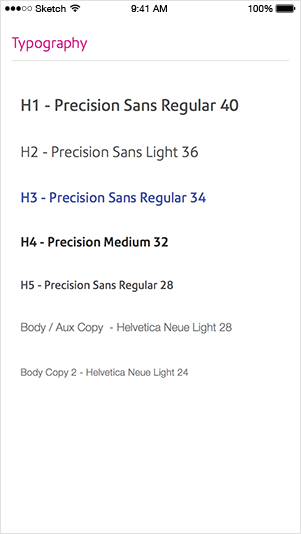 Sketch 9:41 AM 100%
Typography
H1 - Precision Sans Regular 40
H2 - Precision Sans Light 36
H3 - Precision Sans Regular 34
H4 - Precision Medium 32
H5 - Precision Sans Regular 28
Body / Aux Copy - Helvetica Neue Light 28
Body Copy 2 - Helvetica Neue Light 24